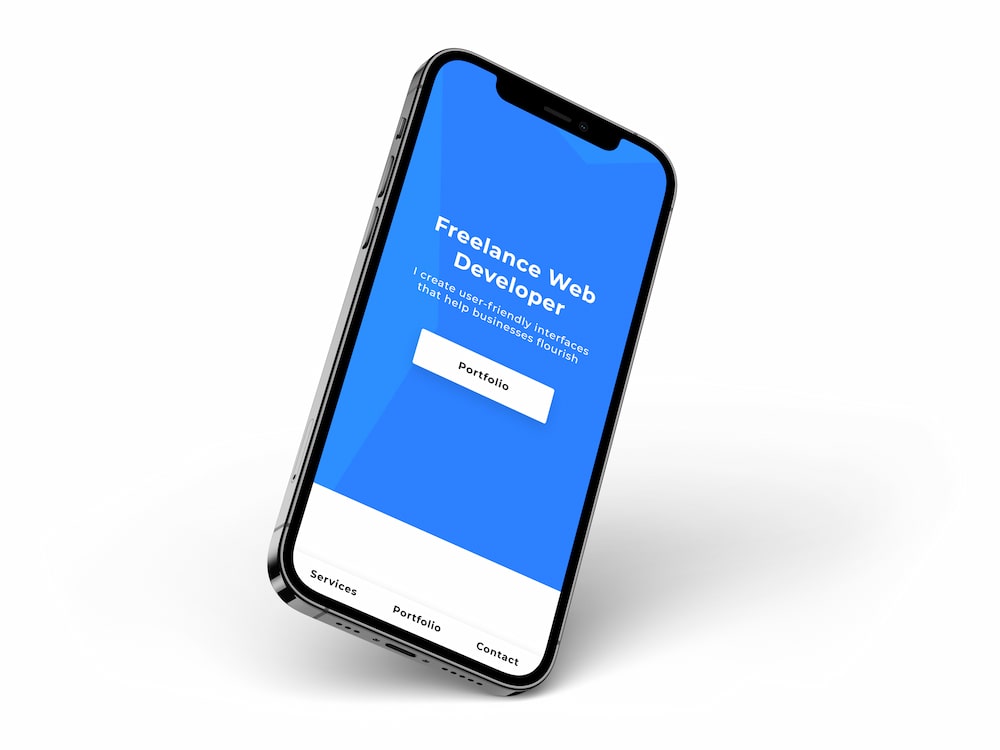 Freelance Web
Developer
I create user-friendly interfaces
that help businesses flourish
Portfolio
Services
Portfolio
Contact